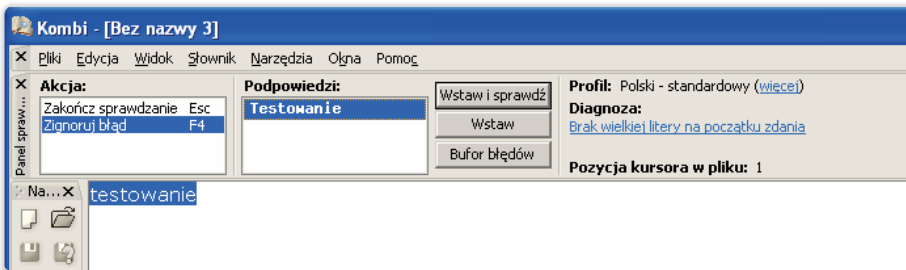 Kombi - [Bez nazwy 3]
Pliki Edycja Widok Słownik Narzędzia Okna Pomoc
Panel spraw...
Akcja:
Zakończ sprawdzanie Esc
Zignoruj błąd F4
Podpowiedzi:
Testowanie
Wstaw i sprawdź
Wstaw
Bufor błędów
Profil: Polski - standardowy (więcej)
Diagnoza:
Brak wielkiej litery na początku zdania
Pozycja kursora w pliku: 1
Na...
testowanie